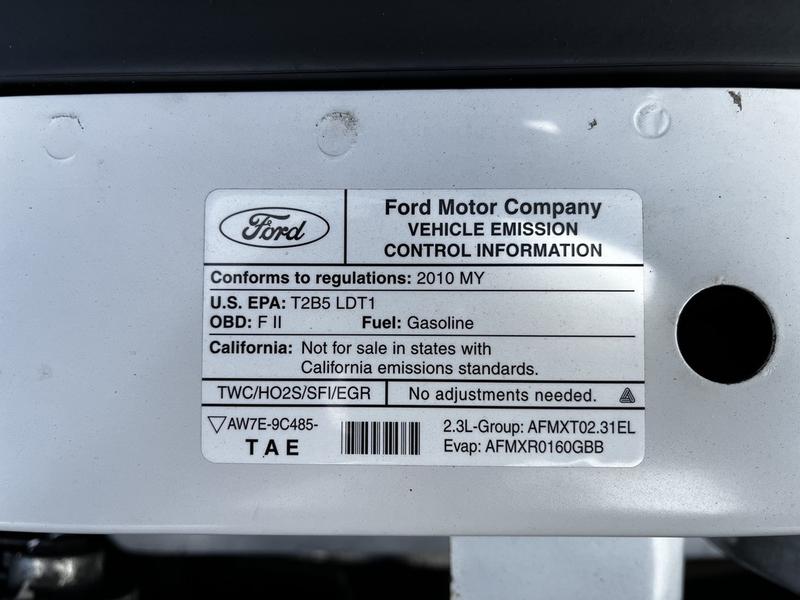 Ford
Ford Motor Company
VEHICLE EMISSION
CONTROL INFORMATION
Conforms to regulations: 2010 MY
U.S. EPA: T2B5 LDT1
OBD: F II Fuel: Gasoline
California: Not for sale in states with
California emissions standards.
TWC/HO2S/SFI/EGR No adjustments needed.
AW7E-9C485-
TAE
2.3L-Group: AFMXT02.31EL
Evap: AFMXR0160GBB